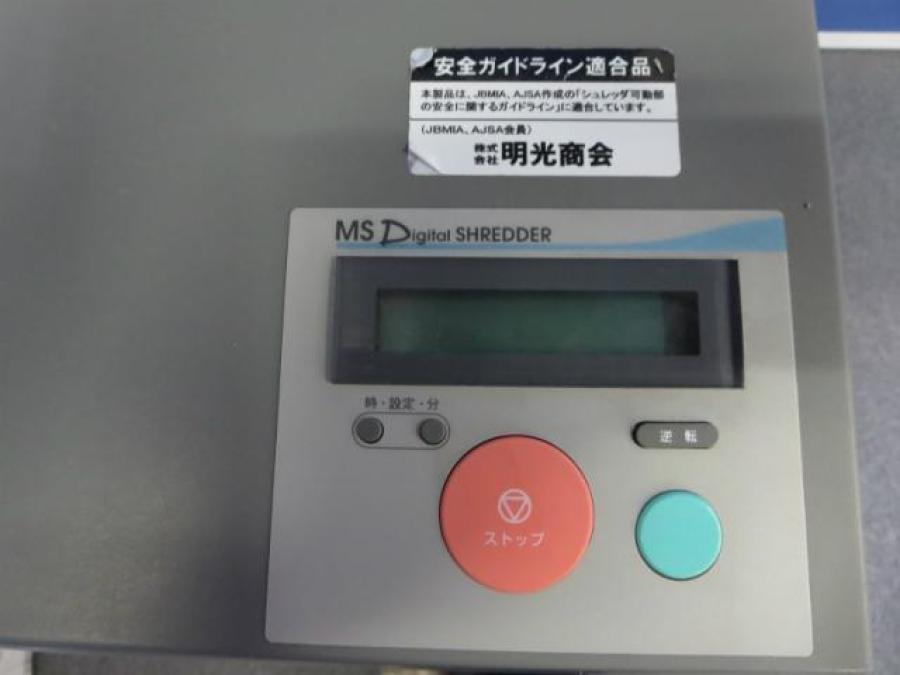 安全ガイドライン適合品
本製品は、JBMIA、AJSA作成の「シュレッダ可動部
の安全に関するガイドライン」に適合しています。
(JBMIA、AJSA会員)
株式会社 明光商会
MS Digital SHREDDER
時・設定・分
逆転
ストップ